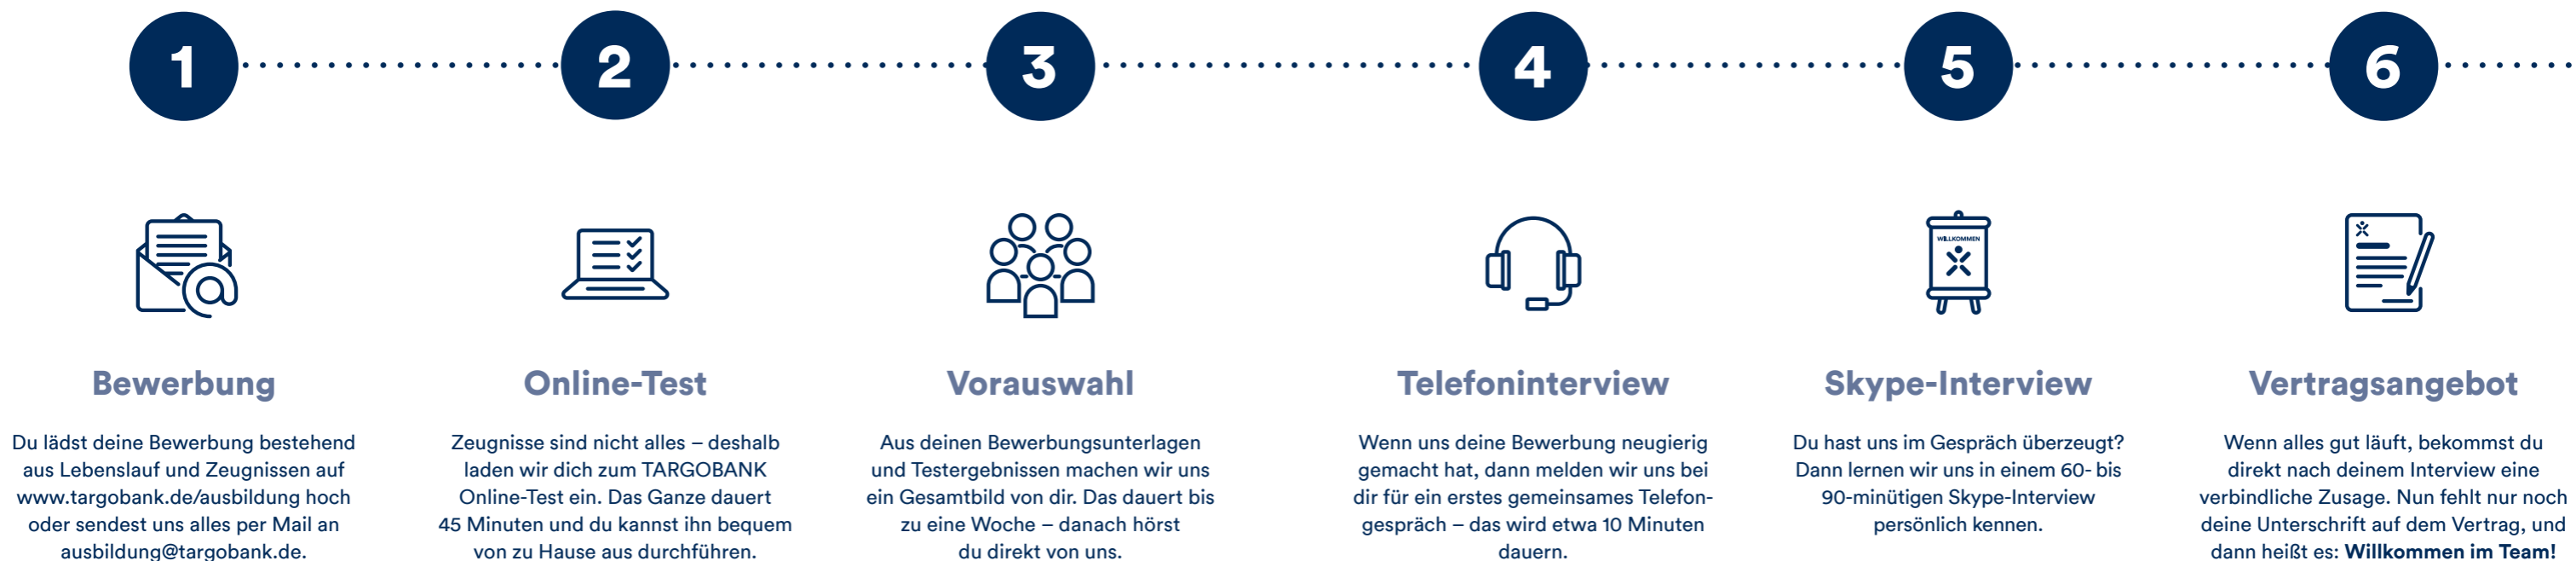 1
2
3
4
5
6
WILLKOMMEN
Bewerbung
Du lädst deine Bewerbung bestehend
aus Lebenslauf und Zeugnissen auf
www.targobank.de/ausbildung hoch
oder sendest uns alles per Mail an
ausbildung@targobank.de.
Online-Test
Zeugnisse sind nicht alles – deshalb
laden wir dich zum TARGOBANK
Online-Test ein. Das Ganze dauert
45 Minuten und du kannst ihn bequem
von zu Hause aus durchführen.
Vorauswahl
Aus deinen Bewerbungsunterlagen
und Testergebnissen machen wir uns
ein Gesamtbild von dir. Das dauert bis
zu eine Woche – danach hörst
du direkt von uns.
Telefoninterview
Wenn uns deine Bewerbung neugierig
gemacht hat, dann melden wir uns bei
dir für ein erstes gemeinsames Telefon-
gespräch – das wird etwa 10 Minuten
dauern.
Skype-Interview
Du hast uns im Gespräch überzeugt?
Dann lernen wir uns in einem 60- bis
90-minütigen Skype-Interview
persönlich kennen.
Vertragsangebot
Wenn alles gut läuft, bekommst du
direkt nach deinem Interview eine
verbindliche Zusage. Nun fehlt nur noch
deine Unterschrift auf dem Vertrag, und
dann heißt es: Willkommen im Team!